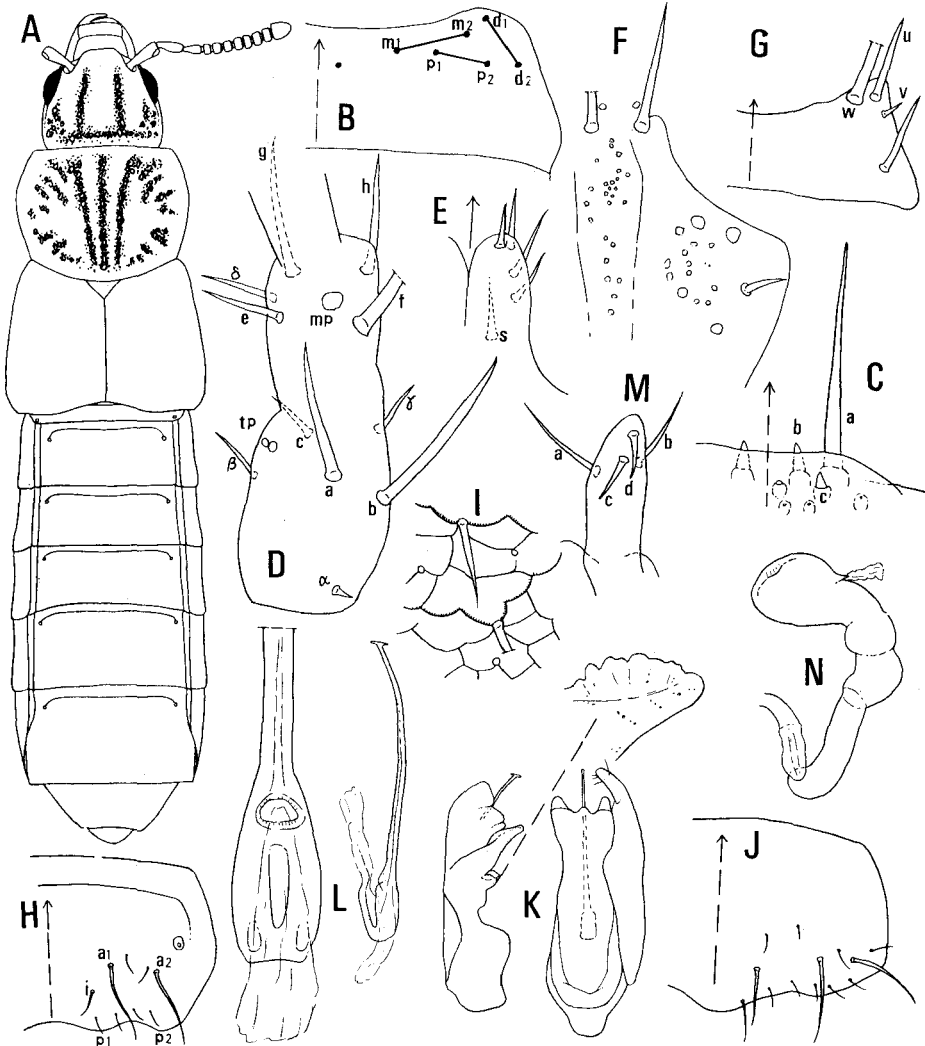 A
B
m1
m2
d1
p1
p2
d2
F
G
u
v
w
g
h
E
δ
e
mp
f
s
C
a
b
c
M
a
b
c
d
tp
β
c
a
γ
b
D
α
I
N
L
K
H
a1
a2
i
p1
p2
J